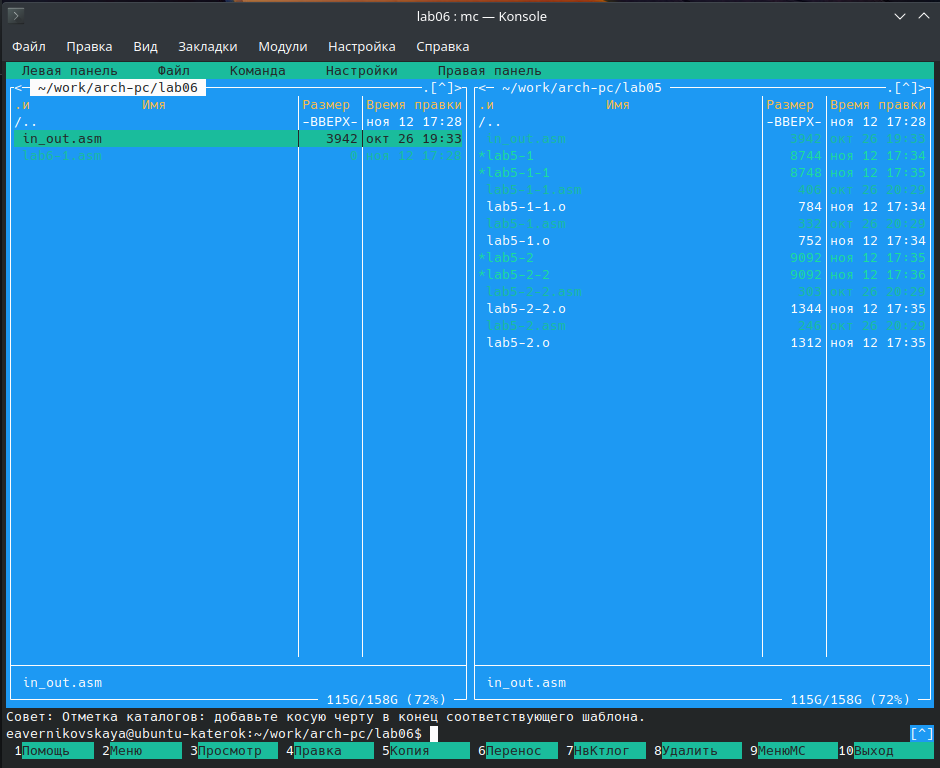 lab06 : mc — Konsole
Файл Правка Вид Закладки Модули Настройка Справка
Левая панель Файл Команда Настройки Правая панель
<─ ~/work/arch-pc/lab06 ─.[^]> <─ ~/work/arch-pc/lab05 ─.[^]>
.и Имя Размер Время правки .и Имя Размер Время правки
/.. -ВВЕРХ- ноя 12 17:28 /.. -ВВЕРХ- ноя 12 17:28
in_out.asm 3942 окт 26 19:33 in_out.asm 3942 окт 26 19:33
lab6-1.asm 0 ноя 12 17:28 *lab5-1 8744 ноя 12 17:34
*lab5-1-1 8748 ноя 12 17:35
lab5-1-1.asm 406 окт 26 20:29
lab5-1-1.o 784 ноя 12 17:34
lab5-1.asm 332 окт 26 20:29
lab5-1.o 752 ноя 12 17:34
*lab5-2 9092 ноя 12 17:35
*lab5-2-2 9092 ноя 12 17:36
lab5-2-2.asm 303 окт 26 20:29
lab5-2-2.o 1344 ноя 12 17:35
lab5-2.asm 246 окт 26 20:29
lab5-2.o 1312 ноя 12 17:35
in_out.asm in_out.asm
115G/158G (72%) 115G/158G (72%)
Совет: Отметка каталогов: добавьте косую черту в конец соответствующего шаблона.
eavernikovskaya@ubuntu-katerok:~/work/arch-pc/lab06$ [^]
1Помощь 2Меню 3Просмотр 4Правка 5Копия 6Перенос 7НвКтлог 8Удалить 9МенюMC 10Выход